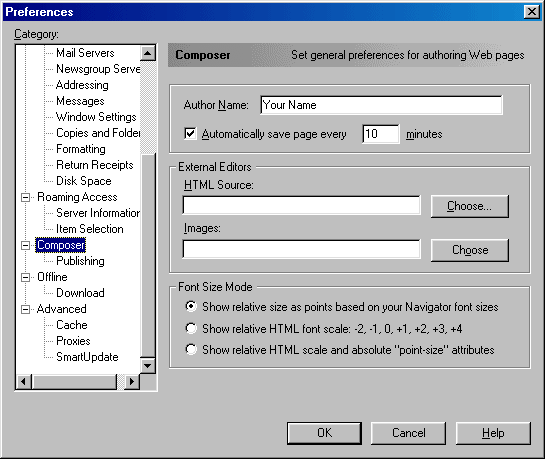 Preferences
Category:
Mail Servers
Newsgroup Serve
Addressing
Messages
Window Settings
Copies and Folder
Formatting
Return Receipts
Disk Space
Roaming Access
Server Information
Item Selection
Composer
Publishing
Offline
Download
Advanced
Cache
Proxies
SmartUpdate
Composer Set general preferences for authoring Web pages
Author Name: Your Name
Automatically save page every 10 minutes
External Editors
HTML Source:
Choose...
Images:
Choose
Font Size Mode
Show relative size as points based on your Navigator font sizes
Show relative HTML font scale: -2, -1, 0, +1, +2, +3, +4
Show relative HTML scale and absolute "point-size" attributes
OK Cancel Help